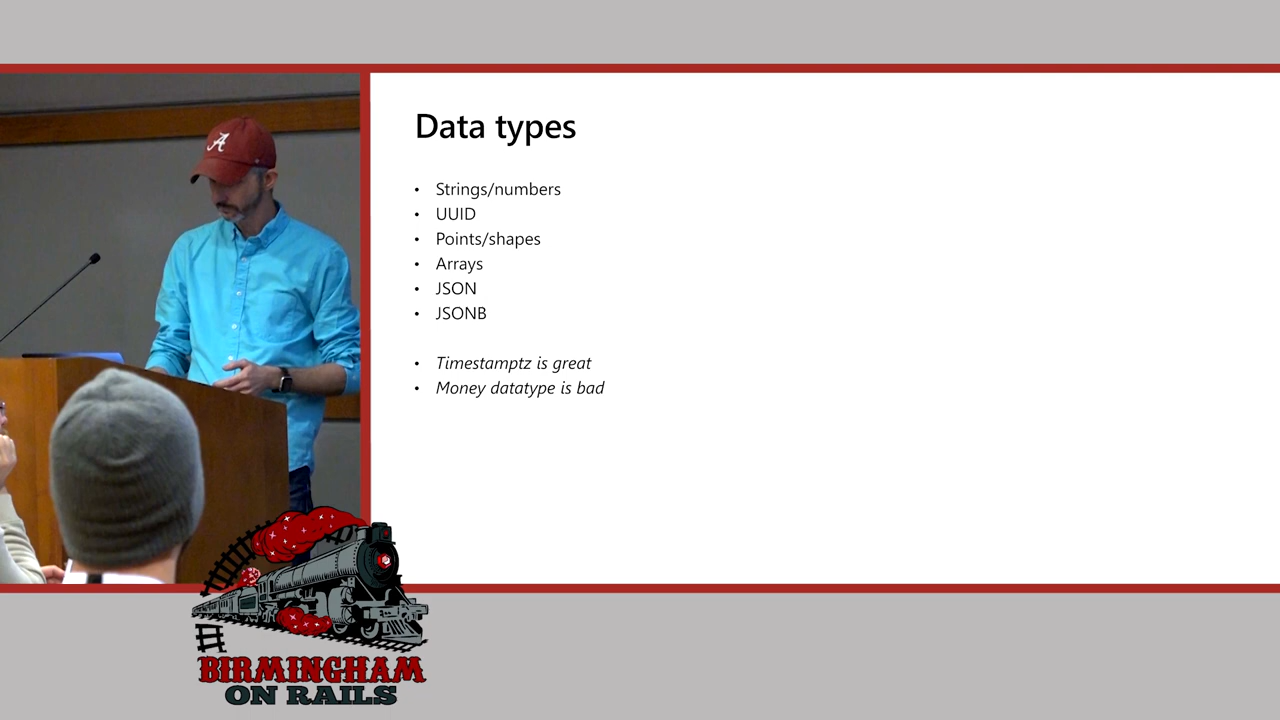 A
Data types
• Strings/numbers
• UUID
• Points/shapes
• Arrays
• JSON
• JSONB
• Timestamptz is great
• Money datatype is bad
BIRMINGHAM
ON RAILS